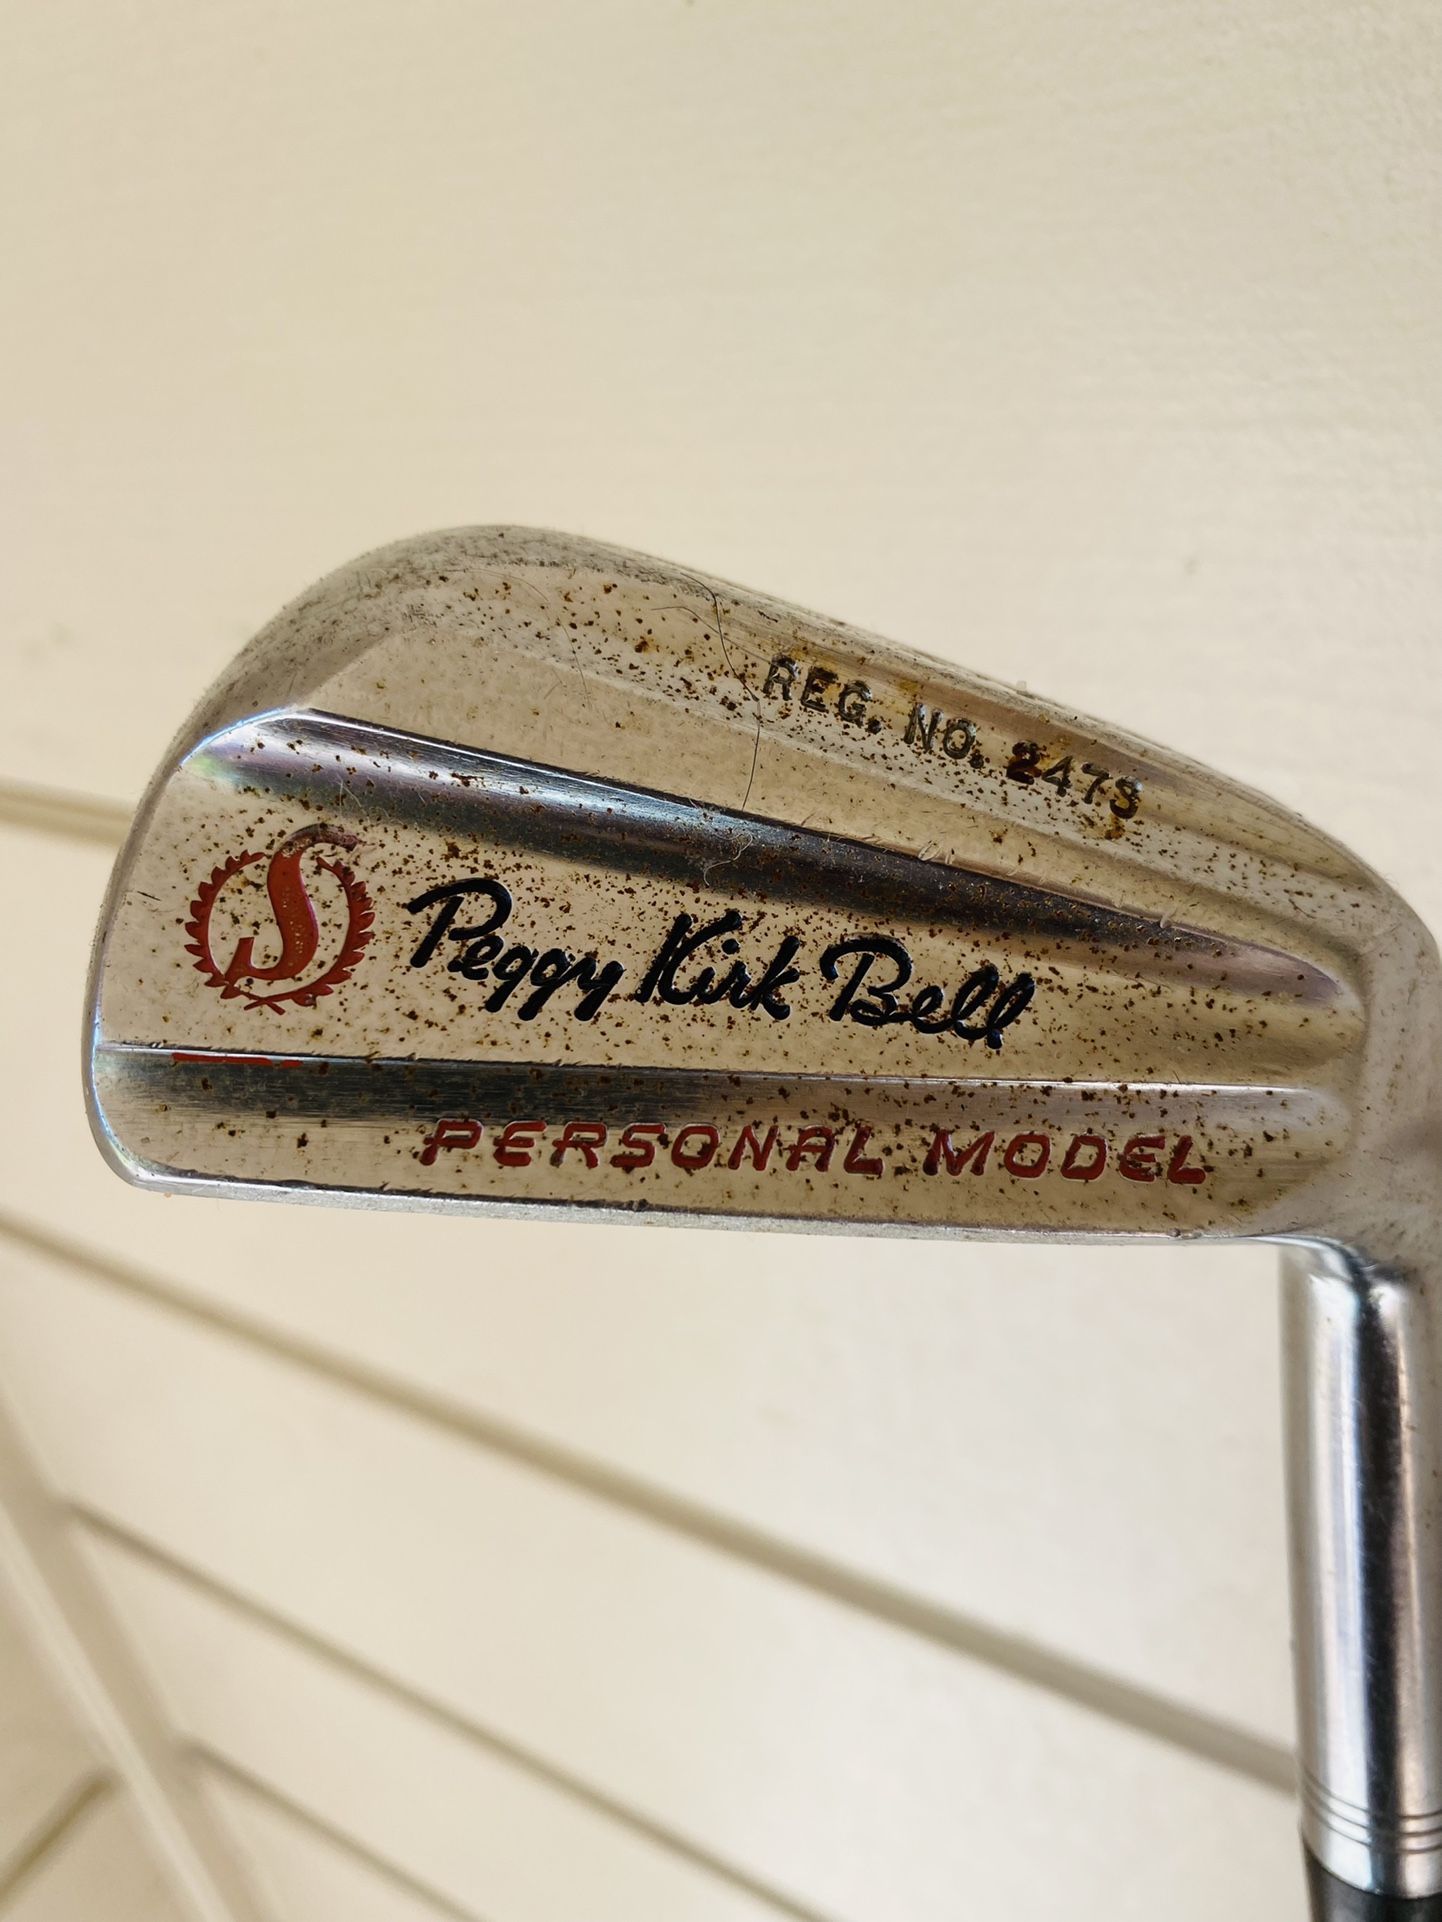 REG. NO. 247S
S Peggy Kirk Bell
PERSONAL MODEL